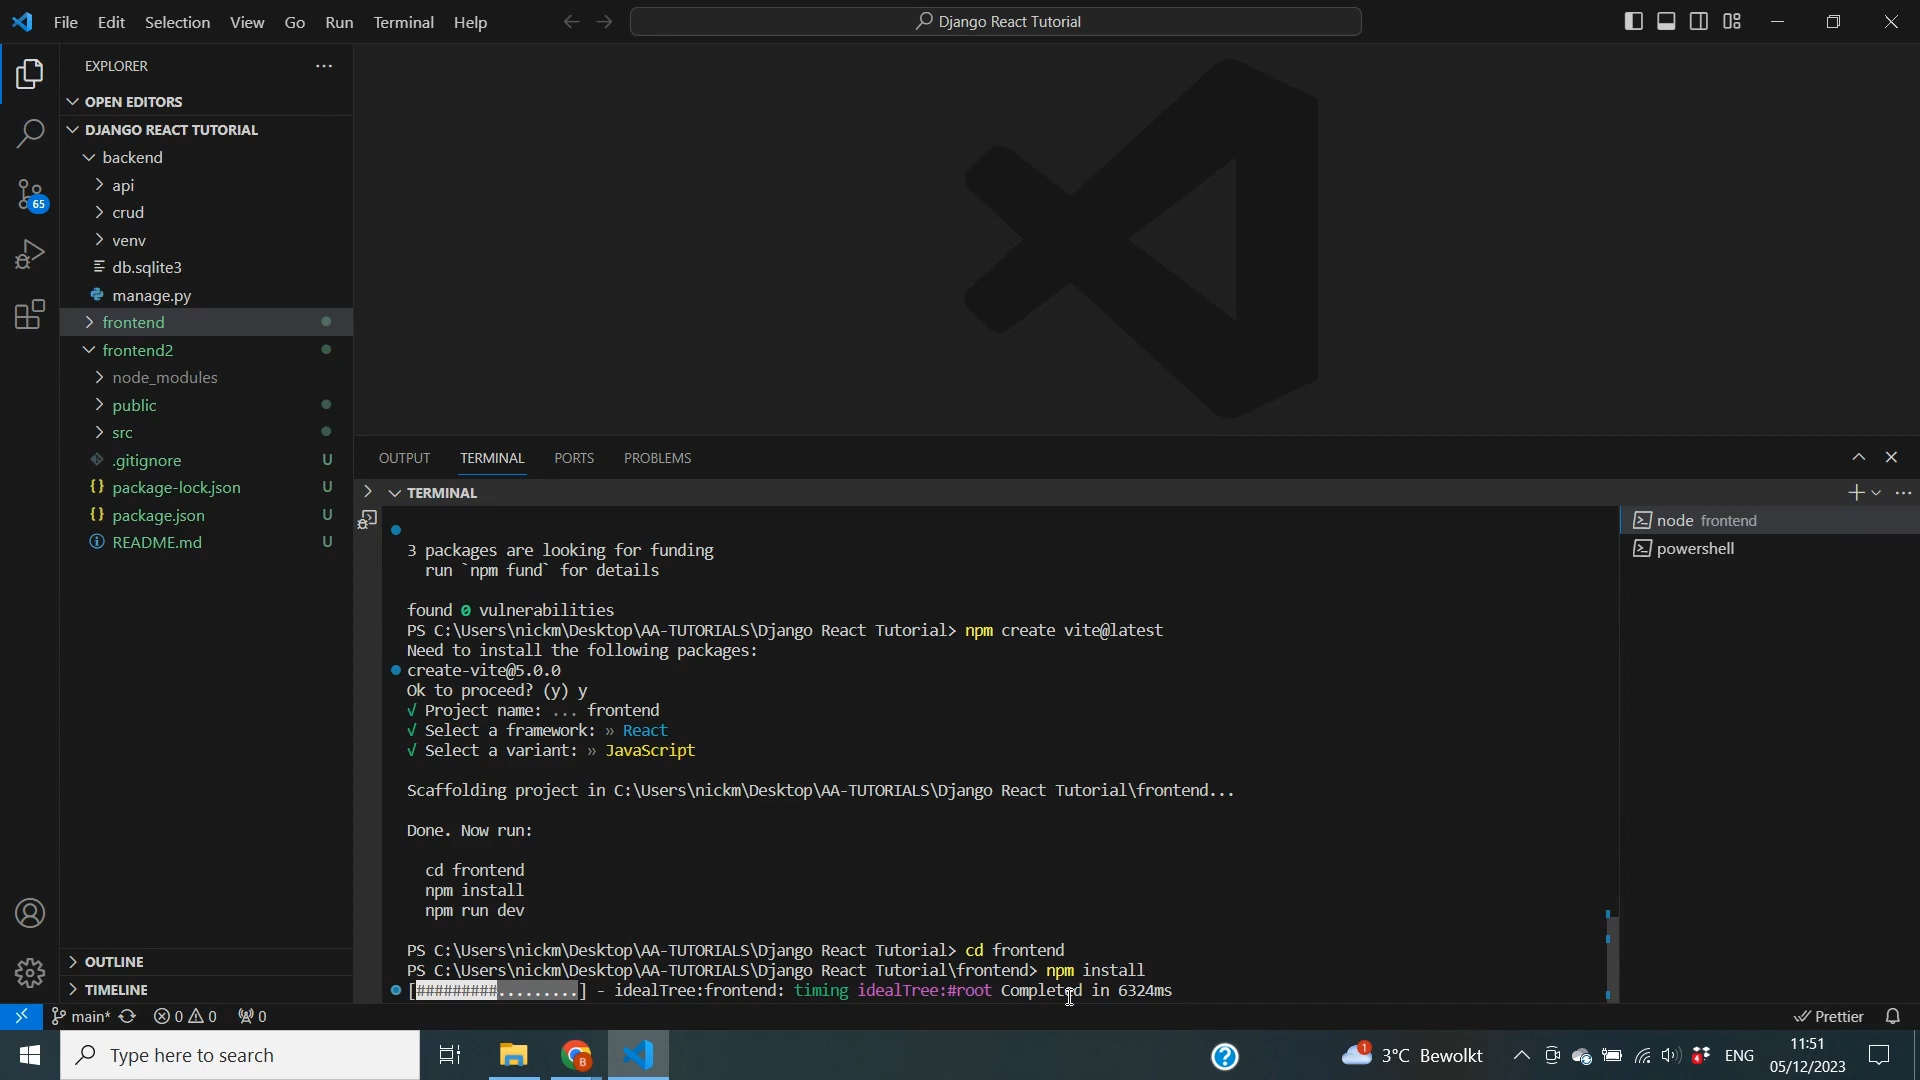 File Edit Selection View Go Run Terminal Help
Django React Tutorial
EXPLORER
OPEN EDITORS
DJANGO REACT TUTORIAL
backend
api
crud
venv
db.sqlite3
manage.py
frontend
frontend2
node_modules
public
src
.gitignore U
package-lock.json U
package.json U
README.md U
65
OUTLINE
TIMELINE
OUTPUT TERMINAL PORTS PROBLEMS
TERMINAL
node frontend
powershell
3 packages are looking for funding
run `npm fund` for details
found 0 vulnerabilities
PS C:\Users\nickm\Desktop\AA-TUTORIALS\Django React Tutorial> npm create vite@latest
Need to install the following packages:
create-vite@5.0.0
Ok to proceed? (y) y
√ Project name: ... frontend
√ Select a framework: » React
√ Select a variant: » JavaScript
Scaffolding project in C:\Users\nickm\Desktop\AA-TUTORIALS\Django React Tutorial\frontend...
Done. Now run:
cd frontend
npm install
npm run dev
PS C:\Users\nickm\Desktop\AA-TUTORIALS\Django React Tutorial> cd frontend
PS C:\Users\nickm\Desktop\AA-TUTORIALS\Django React Tutorial\frontend> npm install
[#########.........] - idealTree:frontend: timing idealTree:#root Completed in 6324ms
main* 0 0 0 Prettier
Type here to search
1 3°C Bewolkt 4 ENG 11:51
05/12/2023